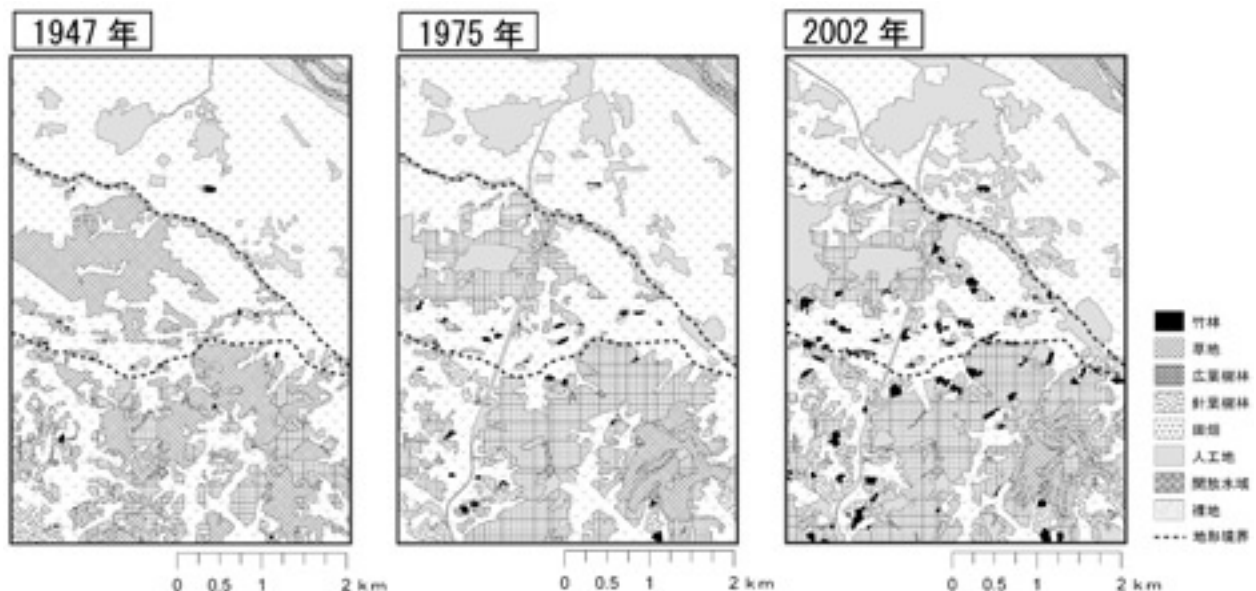 1947 年
1975 年
2002 年
竹林
草地
広葉樹林
針葉樹林
田畑
人工地
開放水域
裸地
地形境界
0 0.5 1 2 km
0 0.5 1 2 km
0 0.5 1 2 km